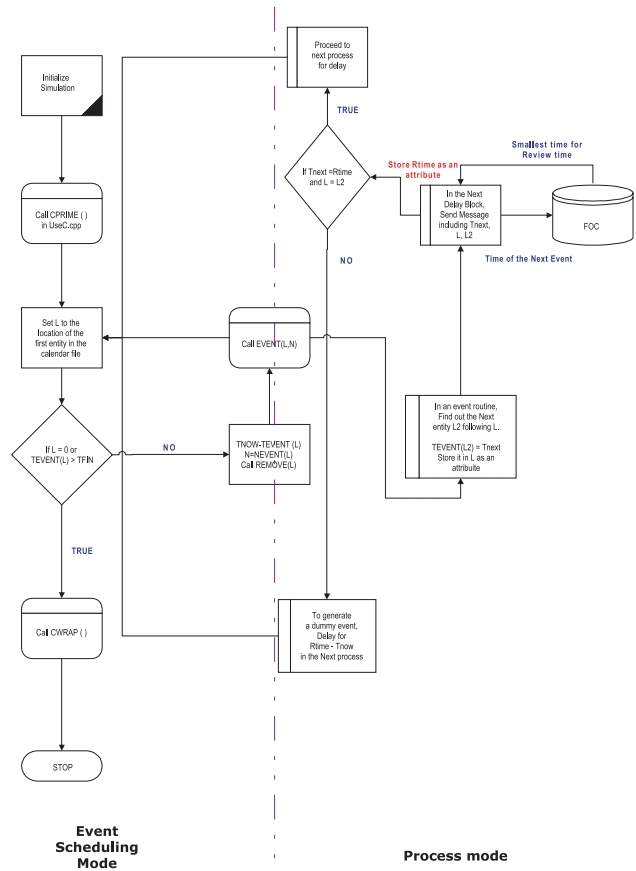 Initialize
Simulation
Call CPRIME ( )
in UseC.cpp
Set L to the
location of the
first entity in the
calendar file
If L = 0 or
TEVENT(L) > TFIN
NO
TRUE
Call CWRAP ( )
STOP
TNOW-TEVENT (L)
N=NEVENT(L)
Call REMOVE(L)
Call EVENT(L,N)
Proceed to
next process
for delay
TRUE
If Tnext =Rtime
and L = L2
NO
Store Rtime as an
attribute
In the Next
Delay Block,
Send Message
including Tnext,
L, L2
Smallest time for
Review time
FOC
Time of the Next Event
In an event routine,
Find out the Next
entity L2 following L.
TEVENT(L2) = Tnext
Store it in L as an
attribuite
To generate
a dummy event,
Delay for
Rtime - Tnow
in the Next process
Event
Scheduling
Mode
Process mode